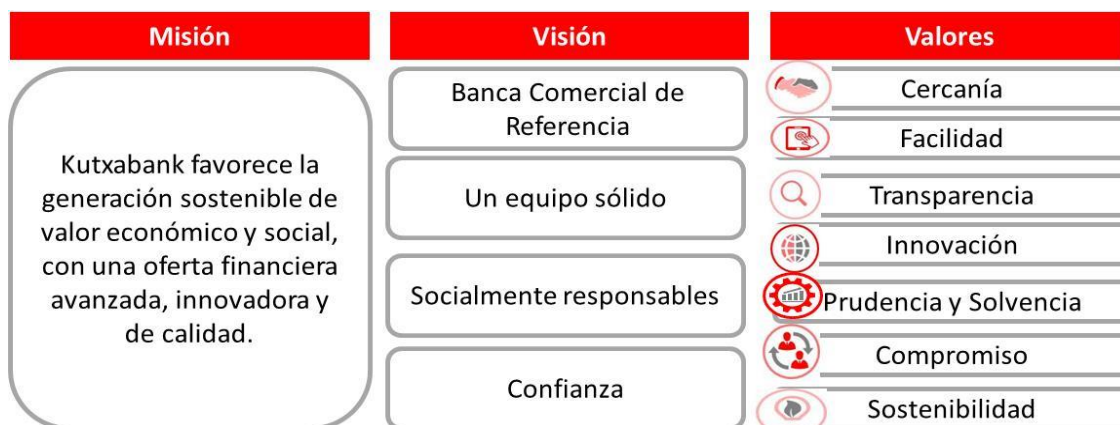 Misión
Kutxabank favorece la
generación sostenible de
valor económico y social,
con una oferta financiera
avanzada, innovadora y
de calidad.
Visión
Banca Comercial de
Referencia
Un equipo sólido
Socialmente responsables
Confianza
Valores
Cercanía
Facilidad
Transparencia
Innovación
Prudencia y Solvencia
Compromiso
Sostenibilidad